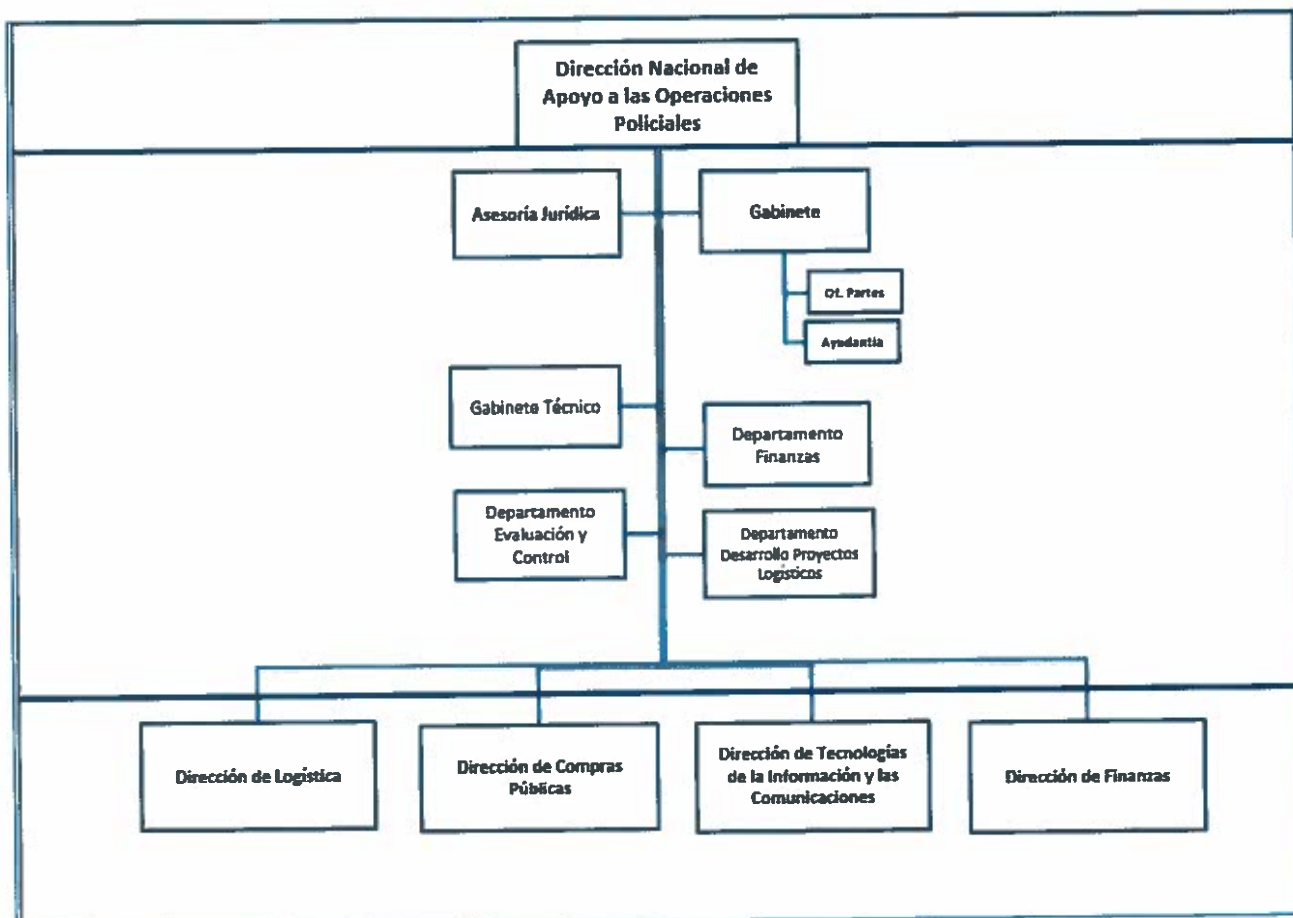 Dirección Nacional de
Apoyo a las Operaciones
Policiales
Asesoría Jurídica
Gabinete
Of. Partes
Ayudantía
Gabinete Técnico
Departamento
Finanzas
Departamento
Evaluación y
Control
Departamento
Desarrollo Proyectos
Logísticos
Dirección de Logística
Dirección de Compras
Públicas
Dirección de Tecnologías
de la Información y las
Comunicaciones
Dirección de Finanzas